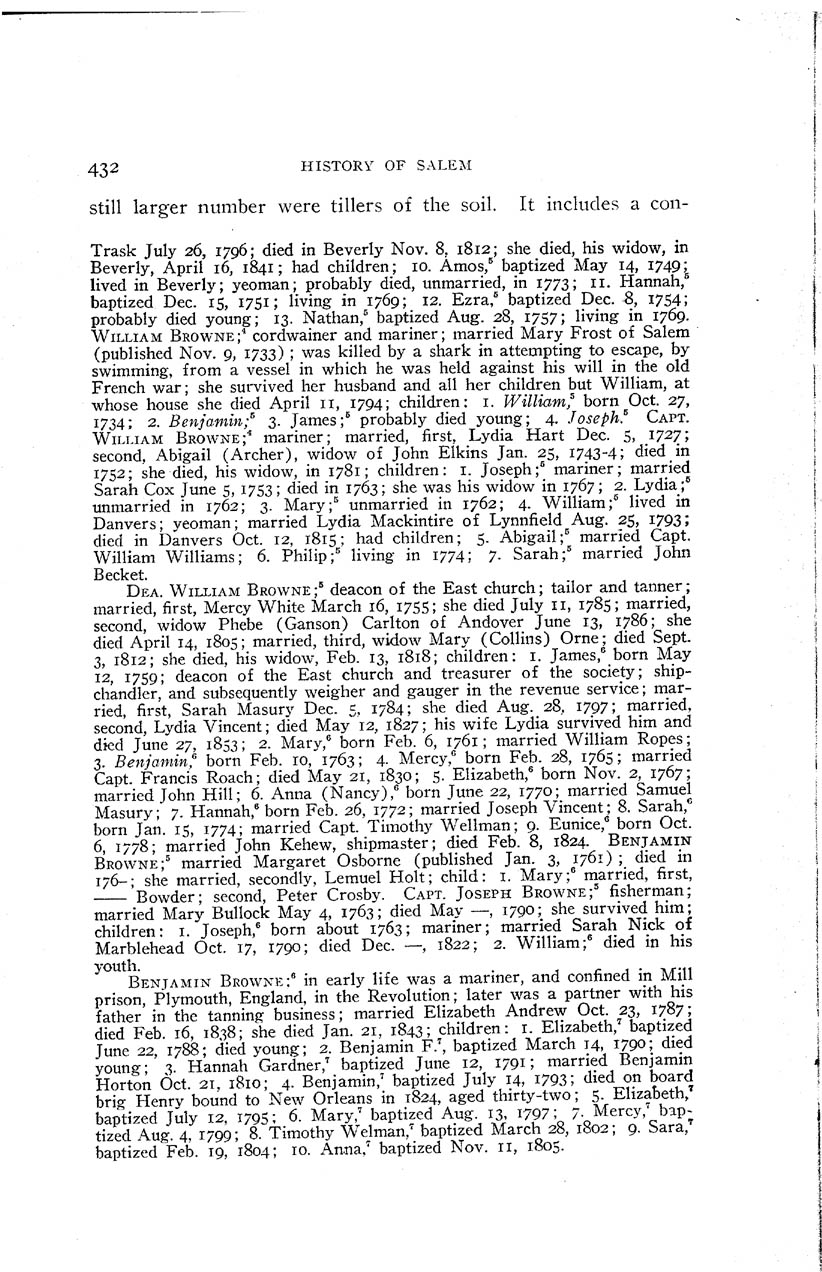 432 HISTORY OF SALEM
still larger number were tillers of the soil. It includes a con-
Trask July 26, 1796; died in Beverly Nov. 8, 1812; she died, his widow, in
Beverly, April 16, 1841; had children; 10. Amos,⁵ baptized May 14, 1749;
lived in Beverly; yeoman; probably died, unmarried, in 1773; 11. Hannah,⁵
baptized Dec. 15, 1751; living in 1769; 12. Ezra,⁵ baptized Dec. 8, 1754;
probably died young; 13. Nathan,⁵ baptized Aug. 28, 1757; living in 1769.
WILLIAM BROWNE;⁴ cordwainer and mariner; married Mary Frost of Salem
(published Nov. 9, 1733); was killed by a shark in attempting to escape, by
swimming, from a vessel in which he was held against his will in the old
French war; she survived her husband and all her children but William, at
whose house she died April 11, 1794; children: 1. William,⁵ born Oct. 27,
1734; 2. Benjamin;⁵ 3. James;⁵ probably died young; 4. Joseph.⁵ CAPT.
WILLIAM BROWNE;⁴ mariner; married, first, Lydia Hart Dec. 5, 1727;
second, Abigail (Archer), widow of John Elkins Jan. 25, 1743-4; died in
1752; she died, his widow, in 1781; children: 1. Joseph;⁵ mariner; married
Sarah Cox June 5, 1753; died in 1763; she was his widow in 1767; 2. Lydia;⁵
unmarried in 1762; 3. Mary;⁵ unmarried in 1762; 4. William;⁵ lived in
Danvers; yeoman; married Lydia Mackintire of Lynnfield Aug. 25, 1793;
died in Danvers Oct. 12, 1815; had children; 5. Abigail;⁵ married Capt.
William Williams; 6. Philip;⁵ living in 1774; 7. Sarah;⁵ married John
Becket.
DEA. WILLIAM BROWNE;⁵ deacon of the East church; tailor and tanner;
married, first, Mercy White March 16, 1755; she died July 11, 1785; married,
second, widow Phebe (Ganson) Carlton of Andover June 13, 1786; she
died April 14, 1805; married, third, widow Mary (Collins) Orne; died Sept.
3, 1812; she died, his widow, Feb. 13, 1818; children: 1. James,⁶ born May
12, 1759; deacon of the East church and treasurer of the society; ship-
chandler, and subsequently weigher and gauger in the revenue service; mar-
ried, first, Sarah Masury Dec. 5, 1784; she died Aug. 28, 1797; married,
second, Lydia Vincent; died May 12, 1827; his wife Lydia survived him and
died June 27, 1853; 2. Mary,⁶ born Feb. 6, 1761; married William Ropes;
3. Benjamin,⁶ born Feb. 10, 1763; 4. Mercy,⁶ born Feb. 28, 1765; married
Capt. Francis Roach; died May 21, 1830; 5. Elizabeth,⁶ born Nov. 2, 1767;
married John Hill; 6. Anna (Nancy),⁶ born June 22, 1770; married Samuel
Masury; 7. Hannah,⁶ born Feb. 26, 1772; married Joseph Vincent; 8. Sarah,⁶
born Jan. 15, 1774; married Capt. Timothy Wellman; 9. Eunice,⁶ born Oct.
6, 1778; married John Kehew, shipmaster; died Feb. 8, 1824. BENJAMIN
BROWNE;⁵ married Margaret Osborne (published Jan. 3, 1761); died in
176–; she married, secondly, Lemuel Holt; child: 1. Mary;⁶ married, first,
—— Bowder; second, Peter Crosby. CAPT. JOSEPH BROWNE;⁵ fisherman;
married Mary Bullock May 4, 1763; died May —, 1790; she survived him;
children: 1. Joseph,⁶ born about 1763; mariner; married Sarah Nick of
Marblehead Oct. 17, 1790; died Dec. —, 1822; 2. William;⁶ died in his
youth.
BENJAMIN BROWNE:⁶ in early life was a mariner, and confined in Mill
prison, Plymouth, England, in the Revolution; later was a partner with his
father in the tanning business; married Elizabeth Andrew Oct. 23, 1787;
died Feb. 16, 1838; she died Jan. 21, 1843; children: 1. Elizabeth,⁷ baptized
June 22, 1788; died young; 2. Benjamin F.⁷, baptized March 14, 1790; died
young; 3. Hannah Gardner,⁷ baptized June 12, 1791; married Benjamin
Horton Oct. 21, 1810; 4. Benjamin,⁷ baptized July 14, 1793; died on board
brig Henry bound to New Orleans in 1824, aged thirty-two; 5. Elizabeth,⁷
baptized July 12, 1795; 6. Mary,⁷ baptized Aug. 13, 1797; 7. Mercy,⁷ bap-
tized Aug. 4, 1799; 8. Timothy Welman,⁷ baptized March 28, 1802; 9. Sara,⁷
baptized Feb. 19, 1804; 10. Anna,⁷ baptized Nov. 11, 1805.